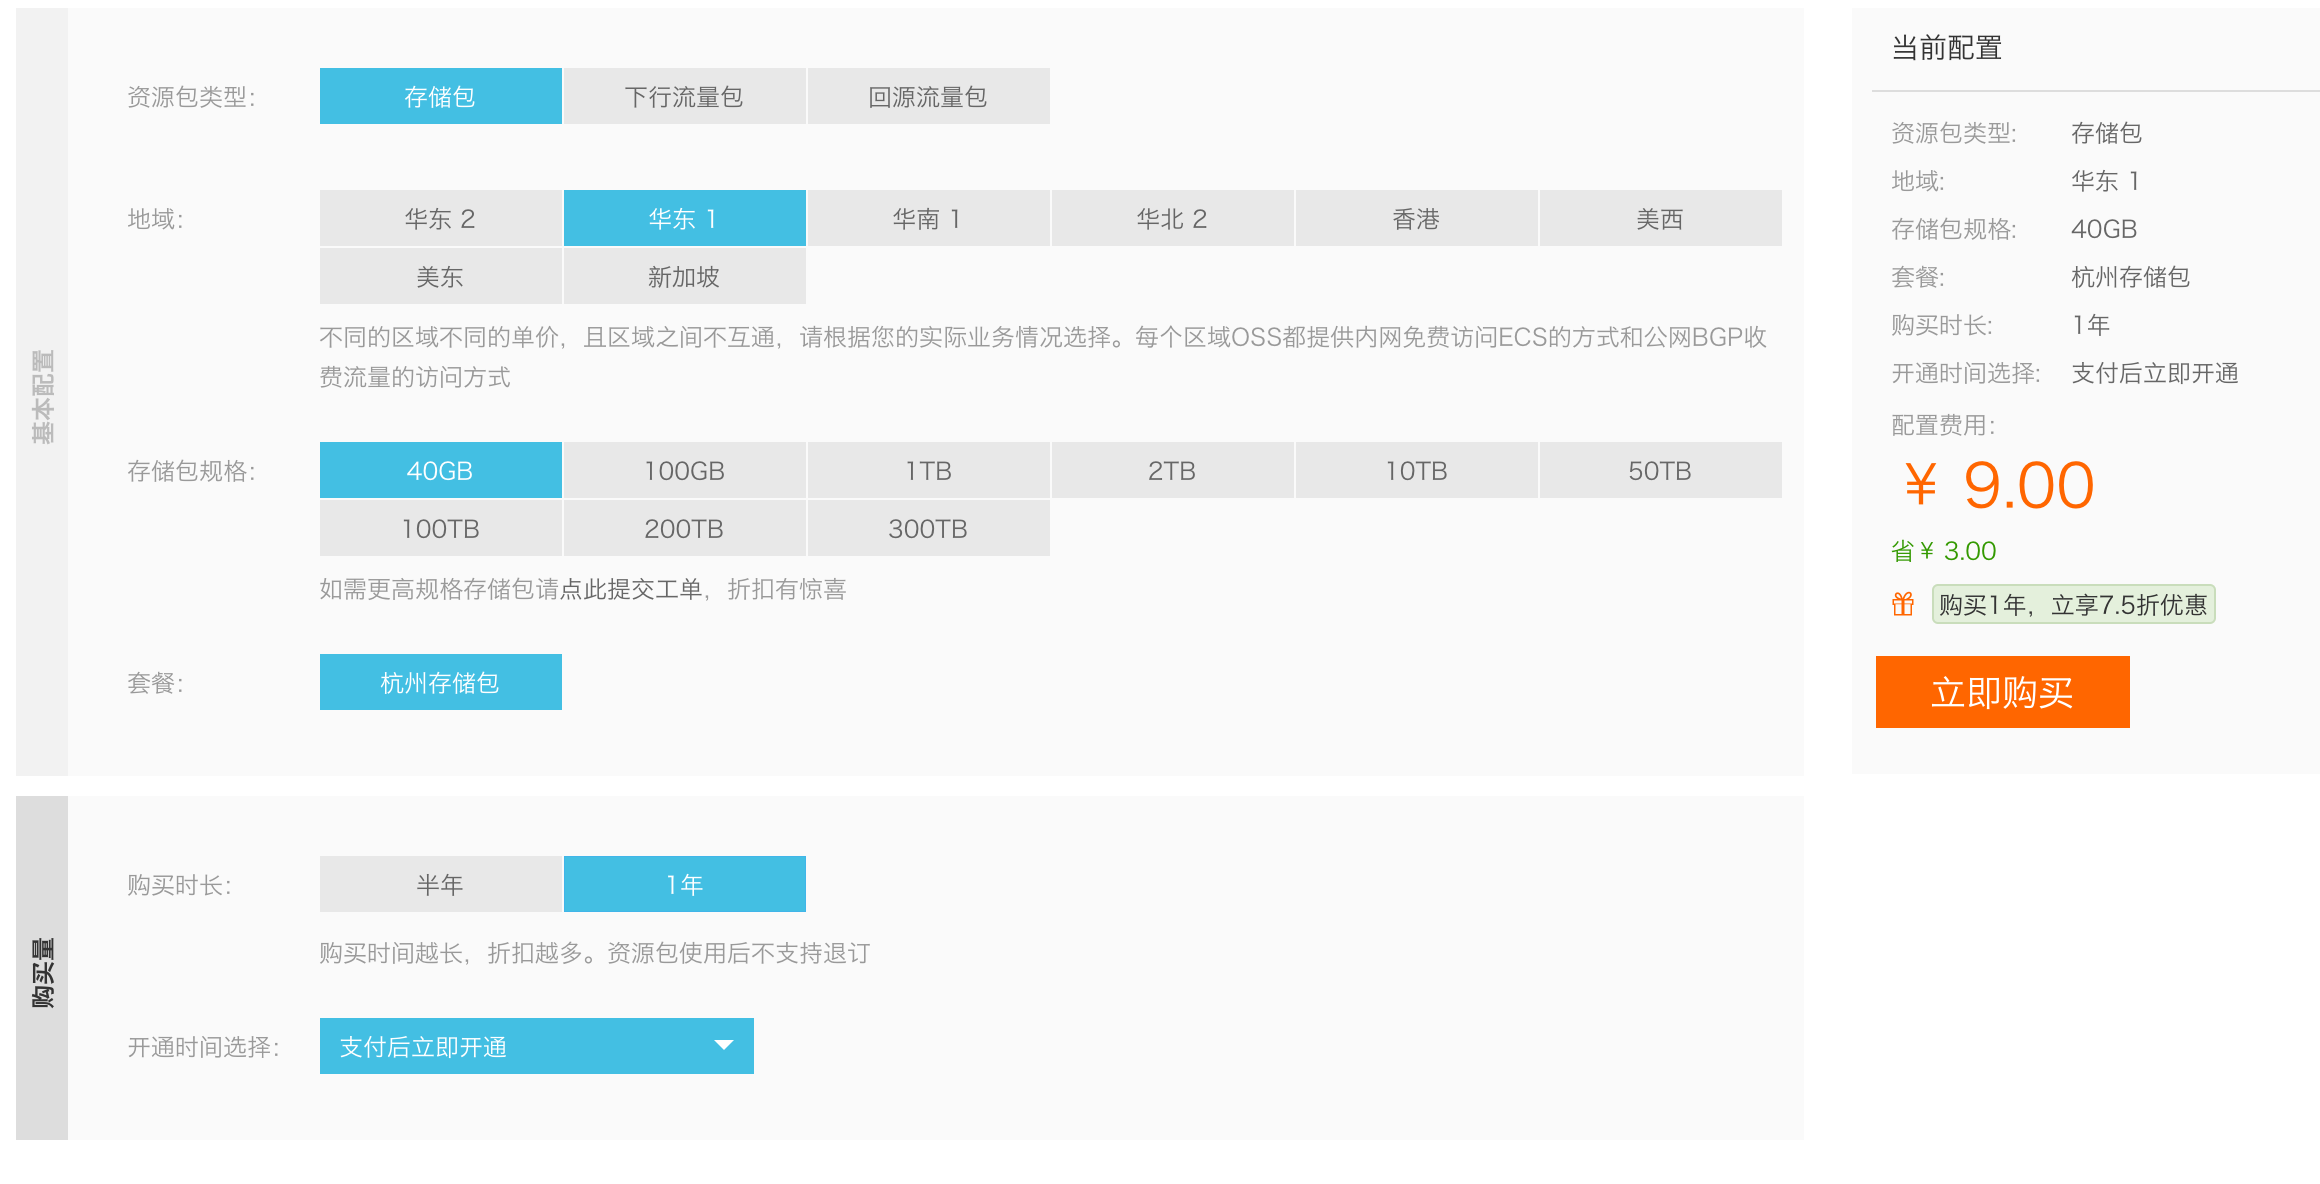 基本配置
资源包类型：
存储包 下行流量包 回源流量包
地域：
华东 2 华东 1 华南 1 华北 2 香港 美西
美东 新加坡
不同的区域不同的单价，且区域之间不互通，请根据您的实际业务情况选择。每个区域OSS都提供内网免费访问ECS的方式和公网BGP收
费流量的访问方式
存储包规格：
40GB 100GB 1TB 2TB 10TB 50TB
100TB 200TB 300TB
如需更高规格存储包请点此提交工单，折扣有惊喜
套餐：
杭州存储包
购买量
购买时长：
半年 1年
购买时间越长，折扣越多。资源包使用后不支持退订
开通时间选择：
支付后立即开通
当前配置
资源包类型: 存储包
地域: 华东 1
存储包规格: 40GB
套餐: 杭州存储包
购买时长: 1年
开通时间选择: 支付后立即开通
配置费用：
¥ 9.00
省¥ 3.00
购买1年，立享7.5折优惠
立即购买